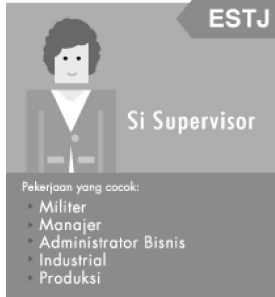 ESTJ
Si Supervisor
Pekerjaan yang cocok:
Militer
Manajer
Administrator Bisnis
Industrial
Produksi